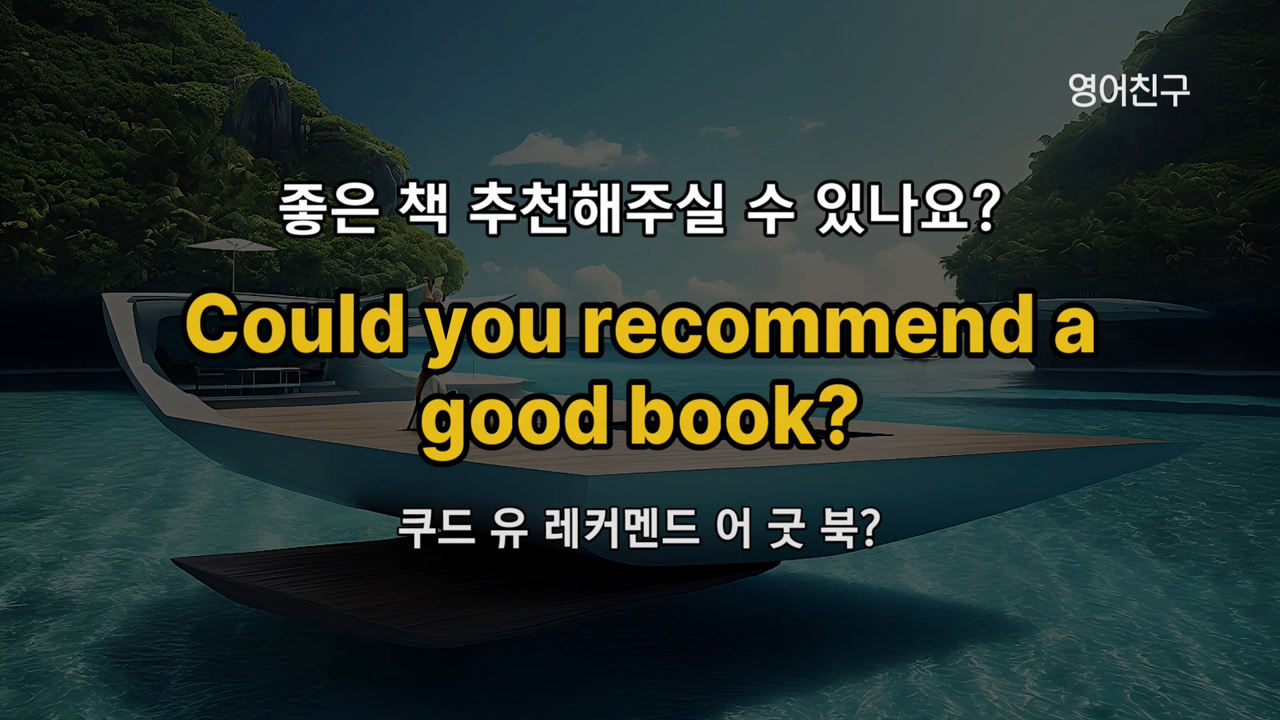 영어친구
좋은 책 추천해주실 수 있나요?
Could you recommend a
good book?
쿠드 유 레커멘드 어 굿 북?